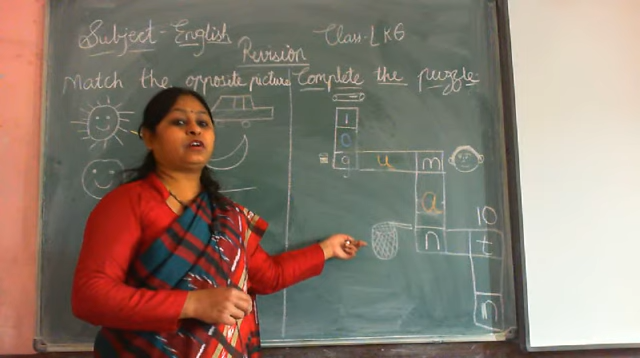 Subject - English
Class-LKG
Revision
Match the opposite picture
Complete the puzzle
l
o
g u m
a
10
n t
n